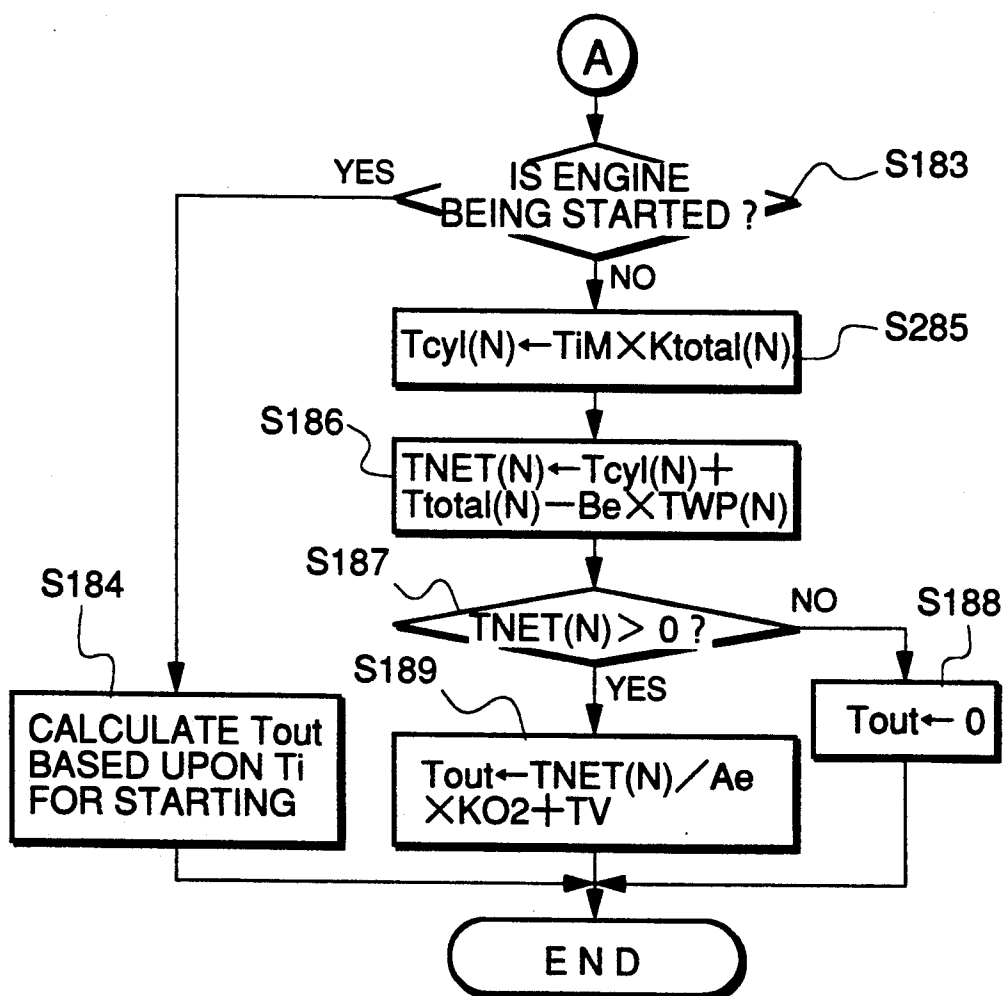 A
YES
IS ENGINE
BEING STARTED ?
S183
NO
Tcyl(N)←TiM×Ktotal(N)
S285
S186
TNET(N)←Tcyl(N)+
Ttotal(N)−Be×TWP(N)
S187
TNET(N) > 0 ?
NO
S188
S184
S189
YES
Tout← 0
CALCULATE Tout
BASED UPON Ti
FOR STARTING
Tout←TNET(N)/Ae
×KO2+TV
E N D